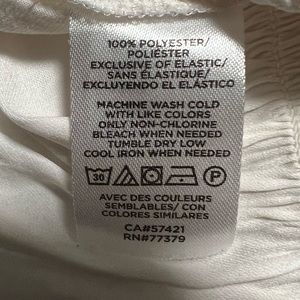 100% POLYESTER/
POLIÉSTER
EXCLUSIVE OF ELASTIC/
SANS ÉLASTIQUE/
EXCLUYENDO EL ELÁSTICO
MACHINE WASH COLD
WITH LIKE COLORS
ONLY NON-CHLORINE
BLEACH WHEN NEEDED
TUMBLE DRY LOW
COOL IRON WHEN NEEDED
30 P
AVEC DES COULEURS
SEMBLABLES/ CON
COLORES SIMILARES
CA#57421
RN#77379